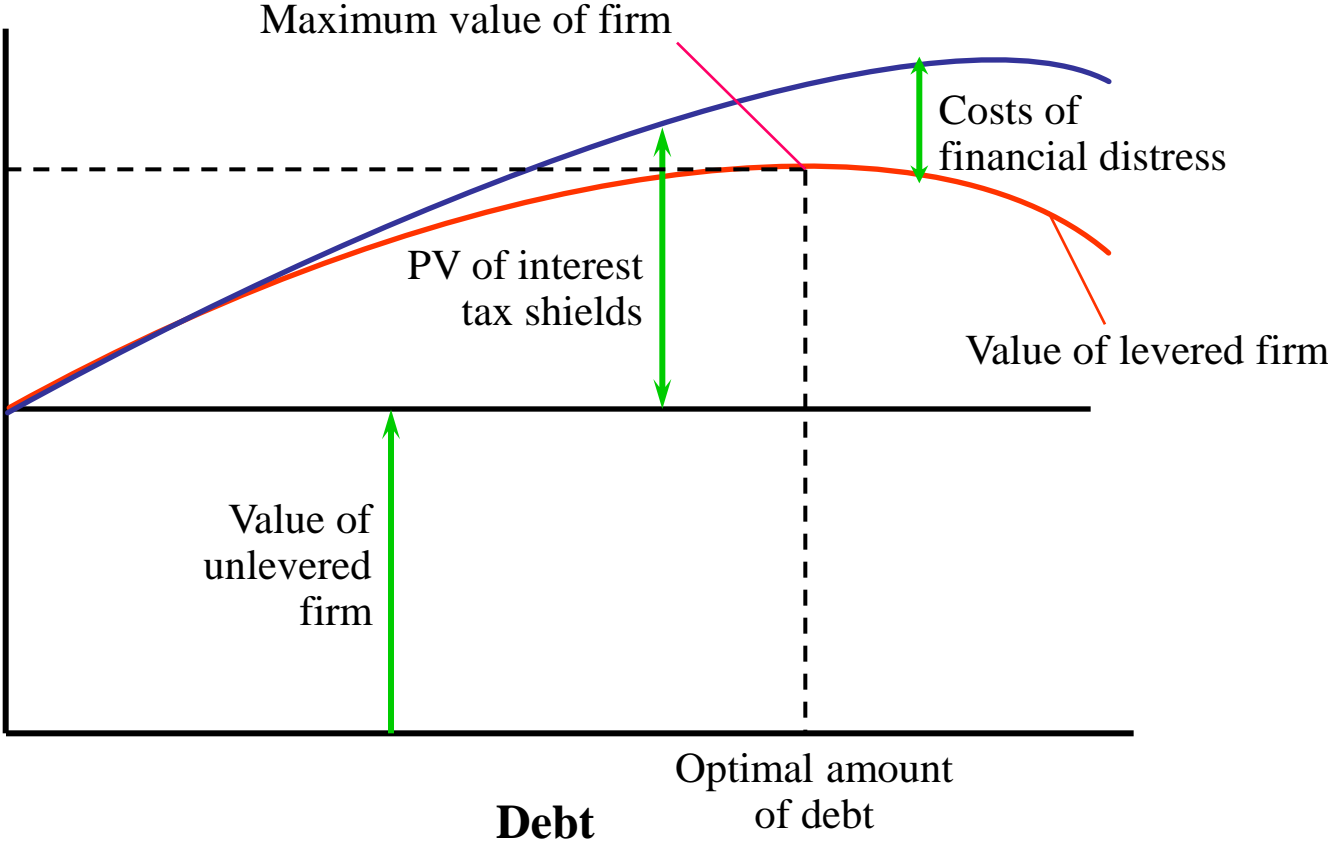 Maximum value of firm
Costs of
financial distress
PV of interest
tax shields
Value of levered firm
Value of
unlevered
firm
Optimal amount
of debt
Debt